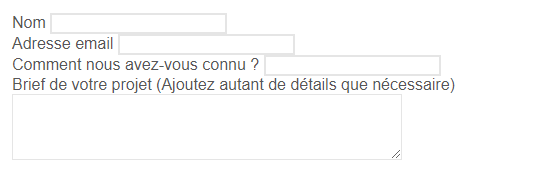 Nom
Adresse email
Comment nous avez-vous connu ?
Brief de votre projet (Ajoutez autant de détails que nécessaire)